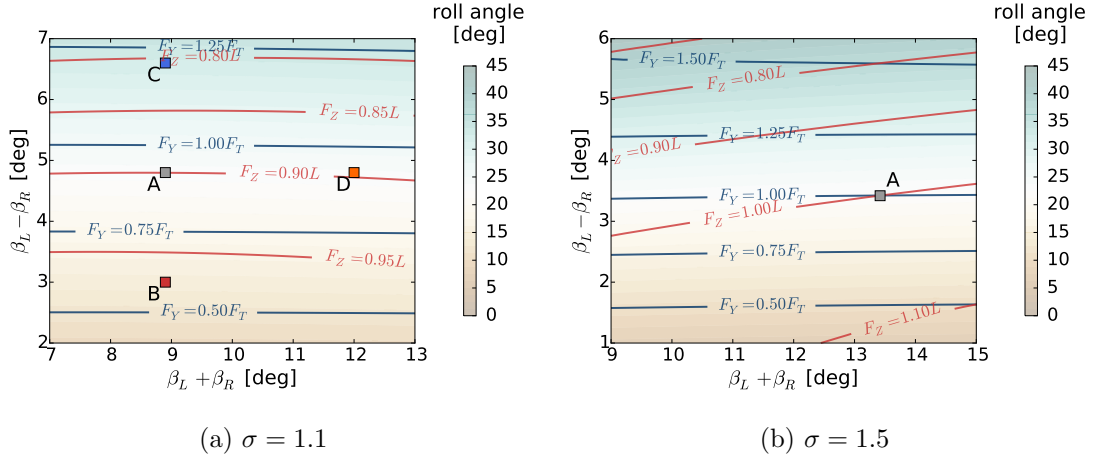 roll angle
[deg]
45
40
35
30
25
20
15
10
5
0
7
6
5
4
3
2
β_L − β_R [deg]
F_Y=1.25F_T
F_Z=0.80L
C
F_Z=0.85L
F_Y=1.00F_T
A
F_Z=0.90L
D
F_Y=0.75F_T
F_Z=0.95L
B
F_Y=0.50F_T
7 8 9 10 11 12 13
β_L + β_R [deg]
(a) σ = 1.1
roll angle
[deg]
45
40
35
30
25
20
15
10
5
0
6
5
4
3
2
1
β_L − β_R [deg]
F_Y=1.50F_T
F_Z=0.80L
F_Y=1.25F_T
F_Z=0.90L
A
F_Y=1.00F_T
F_Z=1.00L
F_Y=0.75F_T
F_Y=0.50F_T
F_Z=1.10L
9 10 11 12 13 14 15
β_L + β_R [deg]
(b) σ = 1.5